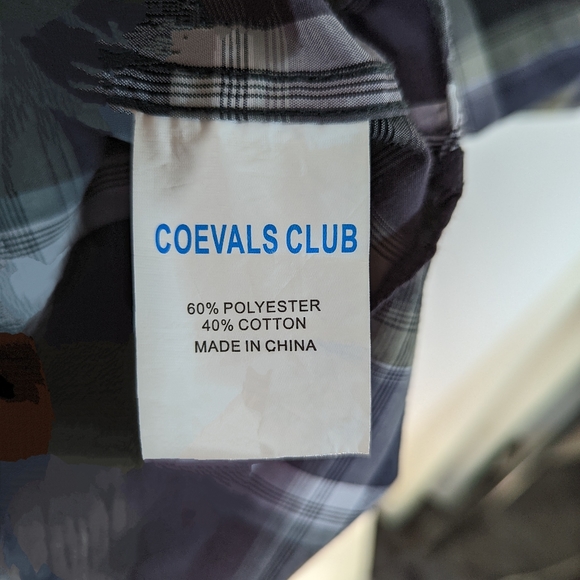 COEVALS CLUB
60% POLYESTER
40% COTTON
MADE IN CHINA